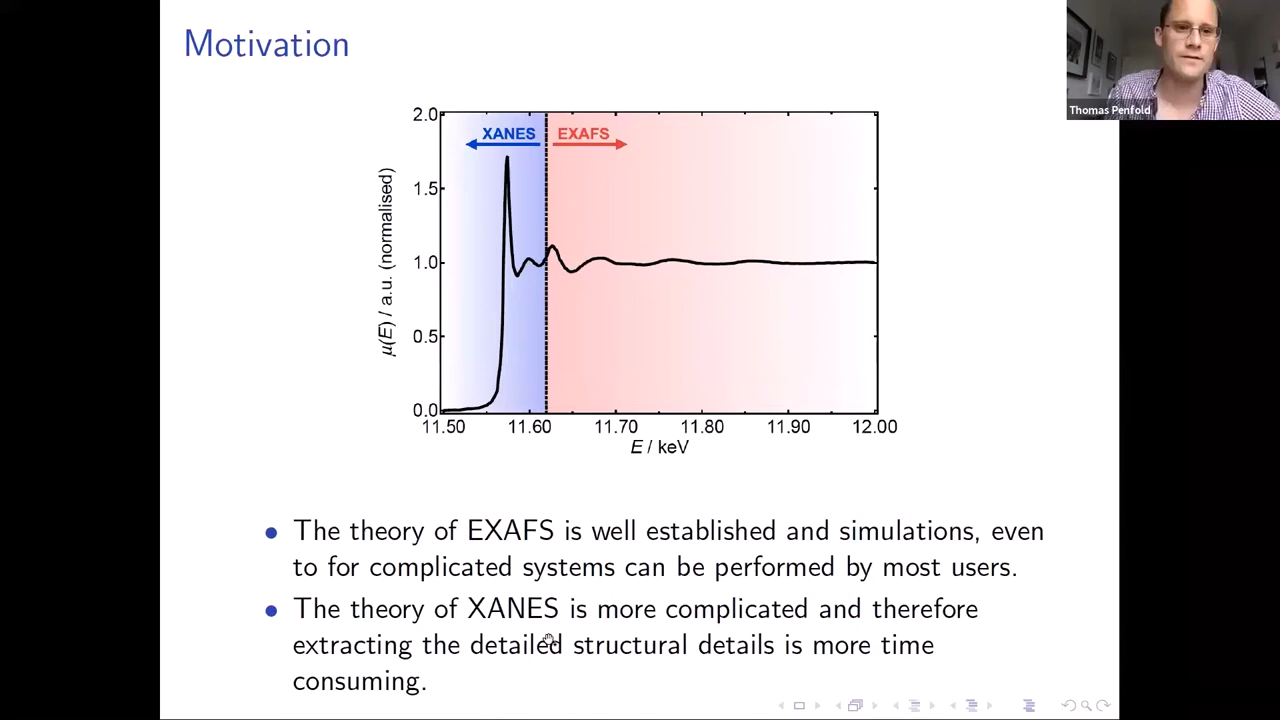 Motivation
Thomas Penfold
XANES
EXAFS
2.0
1.5
1.0
0.5
0.0
μ(E) / a.u. (normalised)
11.50 11.60 11.70 11.80 11.90 12.00
E / keV
The theory of EXAFS is well established and simulations, even
to for complicated systems can be performed by most users.
The theory of XANES is more complicated and therefore
extracting the detailed structural details is more time
consuming.